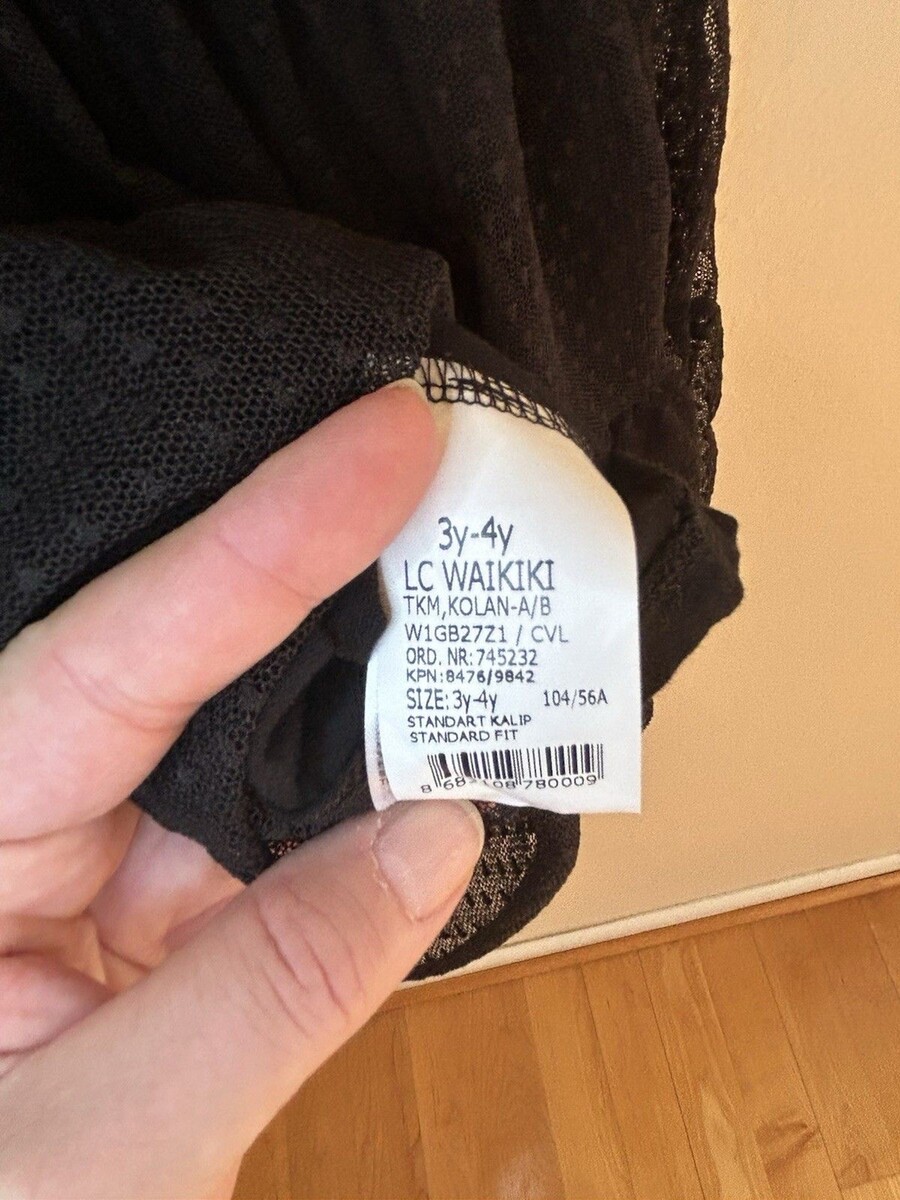 3y-4y
LC WAIKIKI
TKM,KOLAN-A/B
W1GB27Z1 / CVL
ORD. NR:745232
KPN:8476/9842
SIZE:3y-4y 104/56A
STANDART KALIP
STANDARD FIT
780009